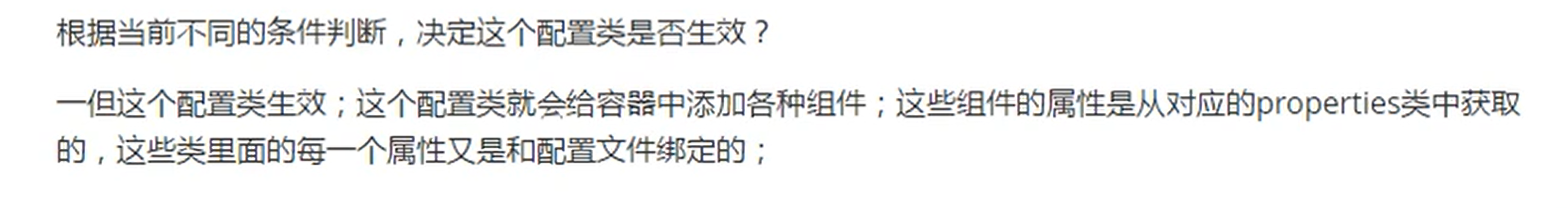 根据当前不同的条件判断，决定这个配置类是否生效？
一但这个配置类生效；这个配置类就会给容器中添加各种组件；这些组件的属性是从对应的properties类中获取
的，这些类里面的每一个属性又是和配置文件绑定的；